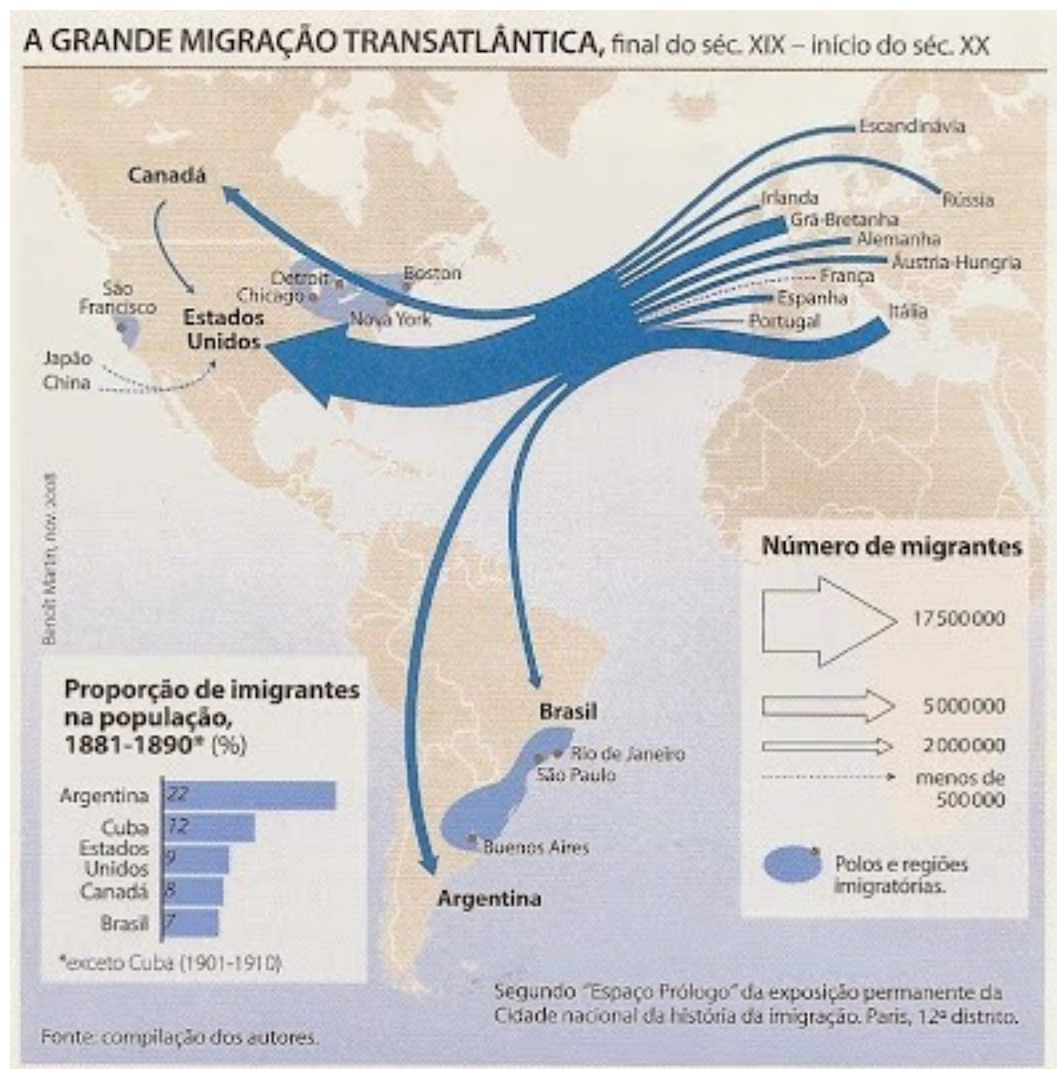 A GRANDE MIGRAÇÃO TRANSATLÂNTICA, final do séc. XIX – início do séc. XX
Escandinávia
Canadá
Rússia
Irlanda
Grã-Bretanha
Alemanha
Áustria-Hungria
França
Espanha
Portugal
Itália
Detroit
Boston
Chicago
Nova York
São
Francisco
Estados
Unidos
Japão
China
Benoît Martin, nov. 2008
Número de migrantes
17 500 000
5 000 000
2 000 000
menos de
500 000
Polos e regiões
imigratórias.
Brasil
Rio de Janeiro
São Paulo
Buenos Aires
Argentina
Proporção de imigrantes
na população,
1881-1890* (%)
Argentina 22
Cuba 12
Estados
Unidos 9
Canadá 8
Brasil 7
*exceto Cuba (1901-1910)
Segundo “Espaço Prólogo” da exposição permanente da
Cidade nacional da história da imigração. Paris, 12º distrito.
Fonte: compilação dos autores.